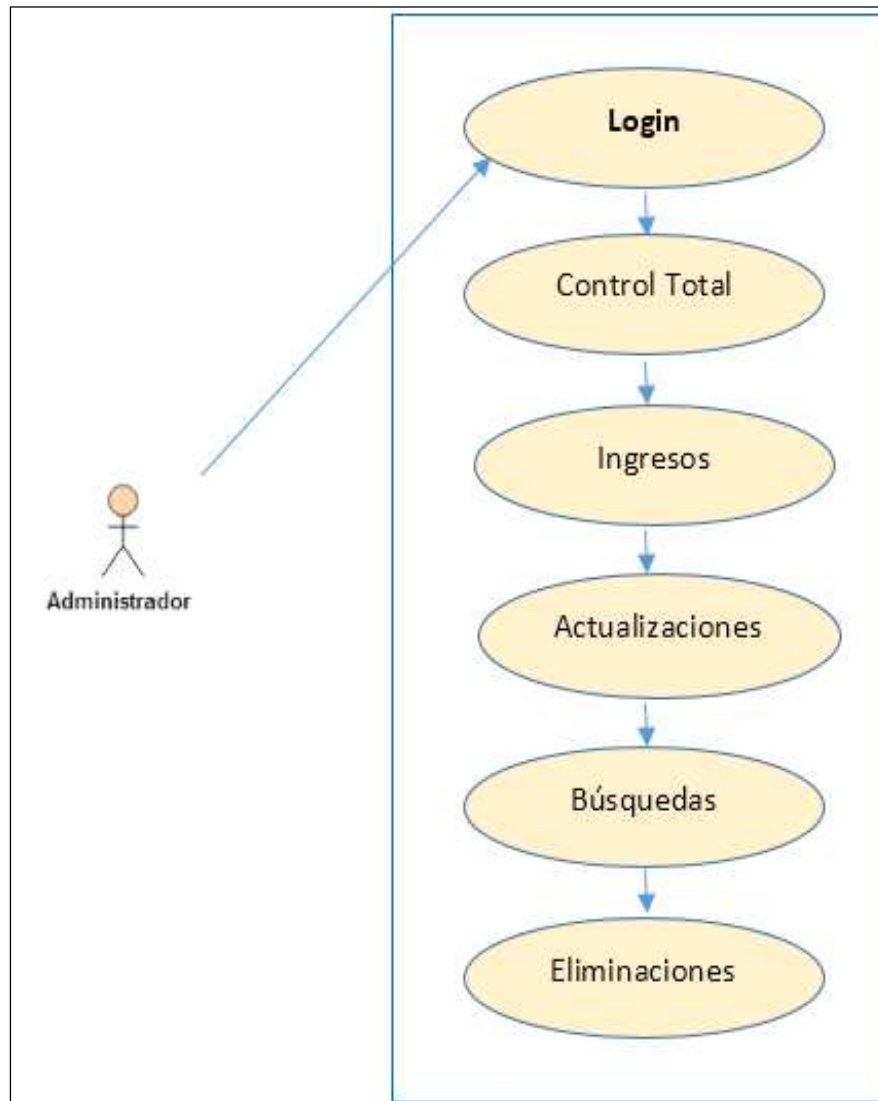 Login
Control Total
Ingresos
Administrador
Actualizaciones
Búsquedas
Eliminaciones